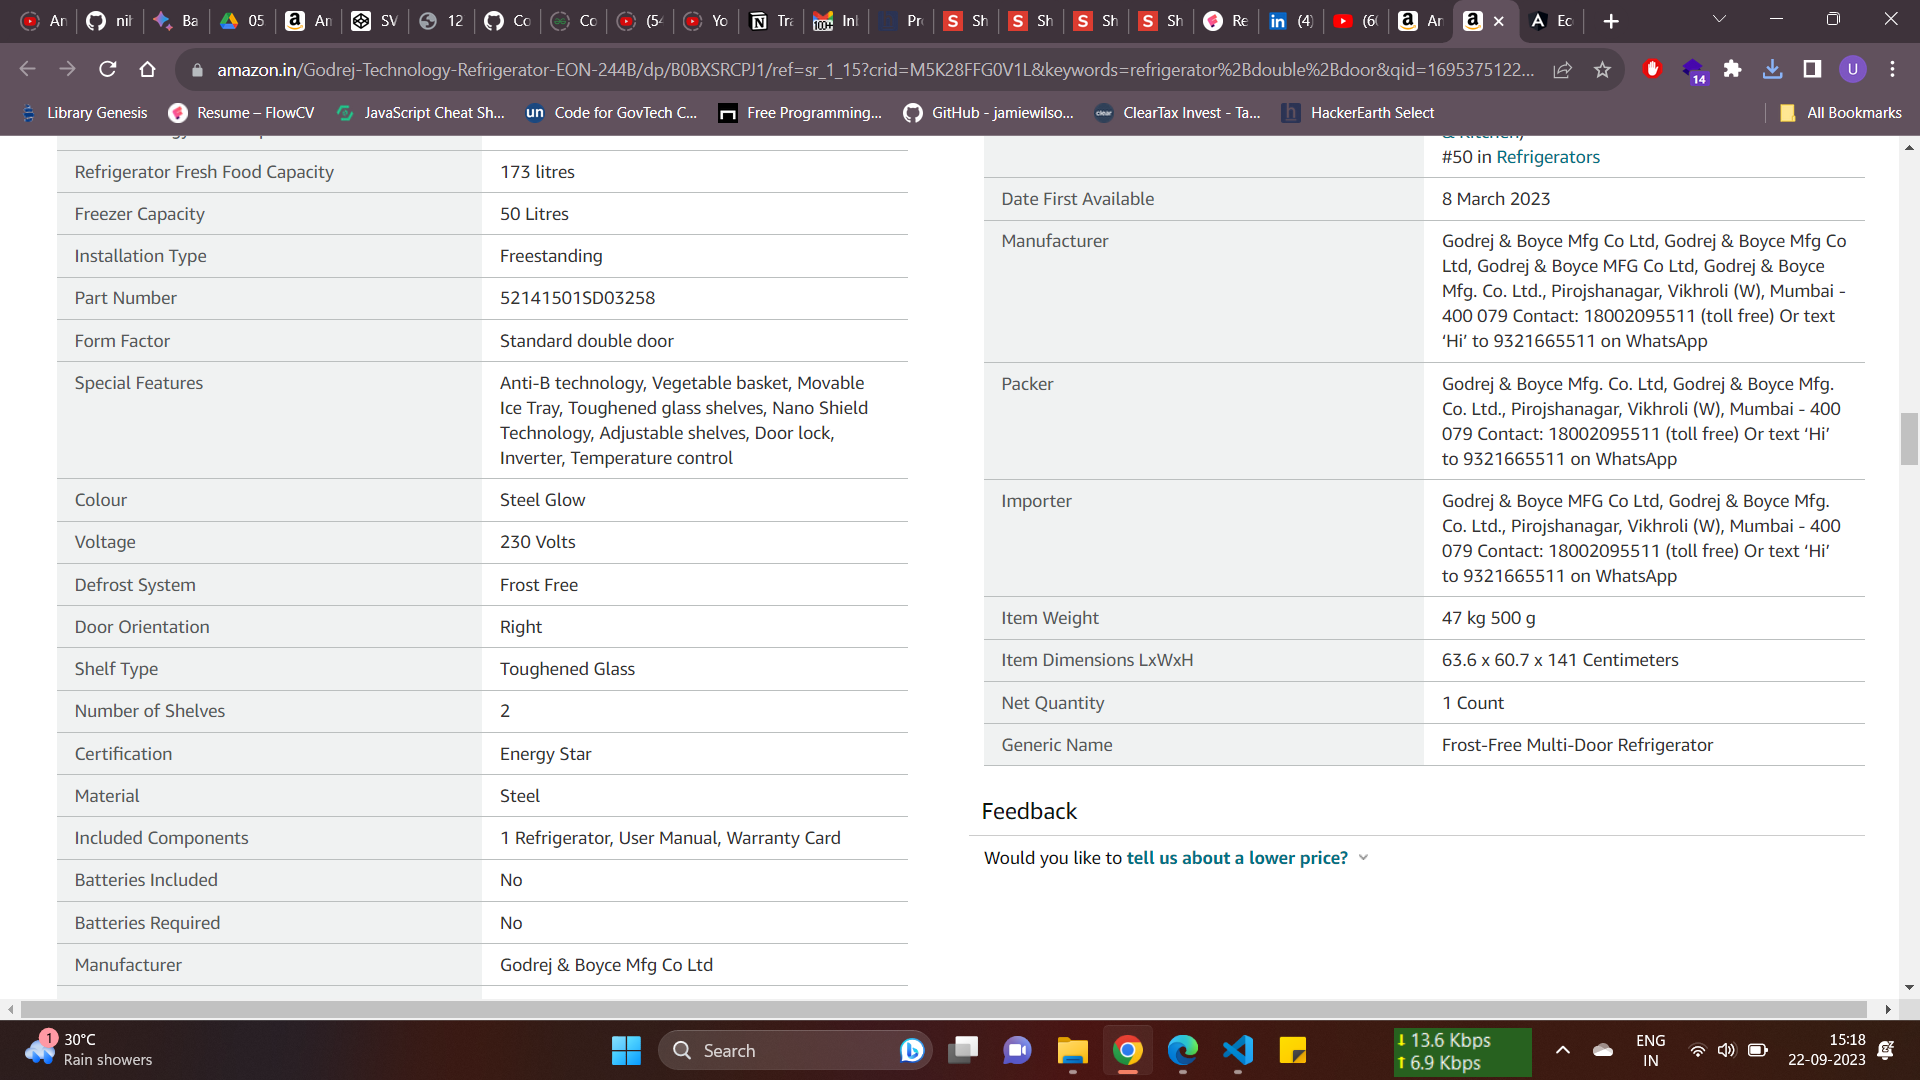 An
nih
Ba
05
An
SV
12
Co
Co
(54
Yo
Tra
100+
Inl
Pr
Sh
Sh
Sh
Sh
Re
(4)
(60
An
Ec
amazon.in/Godrej-Technology-Refrigerator-EON-244B/dp/B0BXSRCPJ1/ref=sr_1_15?crid=M5K28FFG0V1L&keywords=refrigerator%2Bdouble%2Bdoor&qid=1695375122...
14
U
Library Genesis
Resume – FlowCV
JavaScript Cheat Sh...
Code for GovTech C...
Free Programming...
GitHub - jamiewilso...
ClearTax Invest - Ta...
HackerEarth Select
All Bookmarks
Refrigerator Fresh Food Capacity 173 litres
Freezer Capacity 50 Litres
Installation Type Freestanding
Part Number 52141501SD03258
Form Factor Standard double door
Special Features Anti-B technology, Vegetable basket, Movable
Ice Tray, Toughened glass shelves, Nano Shield
Technology, Adjustable shelves, Door lock,
Inverter, Temperature control
Colour Steel Glow
Voltage 230 Volts
Defrost System Frost Free
Door Orientation Right
Shelf Type Toughened Glass
Number of Shelves 2
Certification Energy Star
Material Steel
Included Components 1 Refrigerator, User Manual, Warranty Card
Batteries Included No
Batteries Required No
Manufacturer Godrej & Boyce Mfg Co Ltd
& Kitchen)
#50 in Refrigerators
Date First Available 8 March 2023
Manufacturer Godrej & Boyce Mfg Co Ltd, Godrej & Boyce Mfg Co
Ltd, Godrej & Boyce MFG Co Ltd, Godrej & Boyce
Mfg. Co. Ltd., Pirojshanagar, Vikhroli (W), Mumbai -
400 079 Contact: 18002095511 (toll free) Or text
‘Hi’ to 9321665511 on WhatsApp
Packer Godrej & Boyce Mfg. Co. Ltd, Godrej & Boyce Mfg.
Co. Ltd., Pirojshanagar, Vikhroli (W), Mumbai - 400
079 Contact: 18002095511 (toll free) Or text ‘Hi’
to 9321665511 on WhatsApp
Importer Godrej & Boyce MFG Co Ltd, Godrej & Boyce Mfg.
Co. Ltd., Pirojshanagar, Vikhroli (W), Mumbai - 400
079 Contact: 18002095511 (toll free) Or text ‘Hi’
to 9321665511 on WhatsApp
Item Weight 47 kg 500 g
Item Dimensions LxWxH 63.6 x 60.7 x 141 Centimeters
Net Quantity 1 Count
Generic Name Frost-Free Multi-Door Refrigerator
Feedback
Would you like to tell us about a lower price?
1
30°C
Rain showers
Search
13.6 Kbps
6.9 Kbps
ENG
IN
15:18
22-09-2023